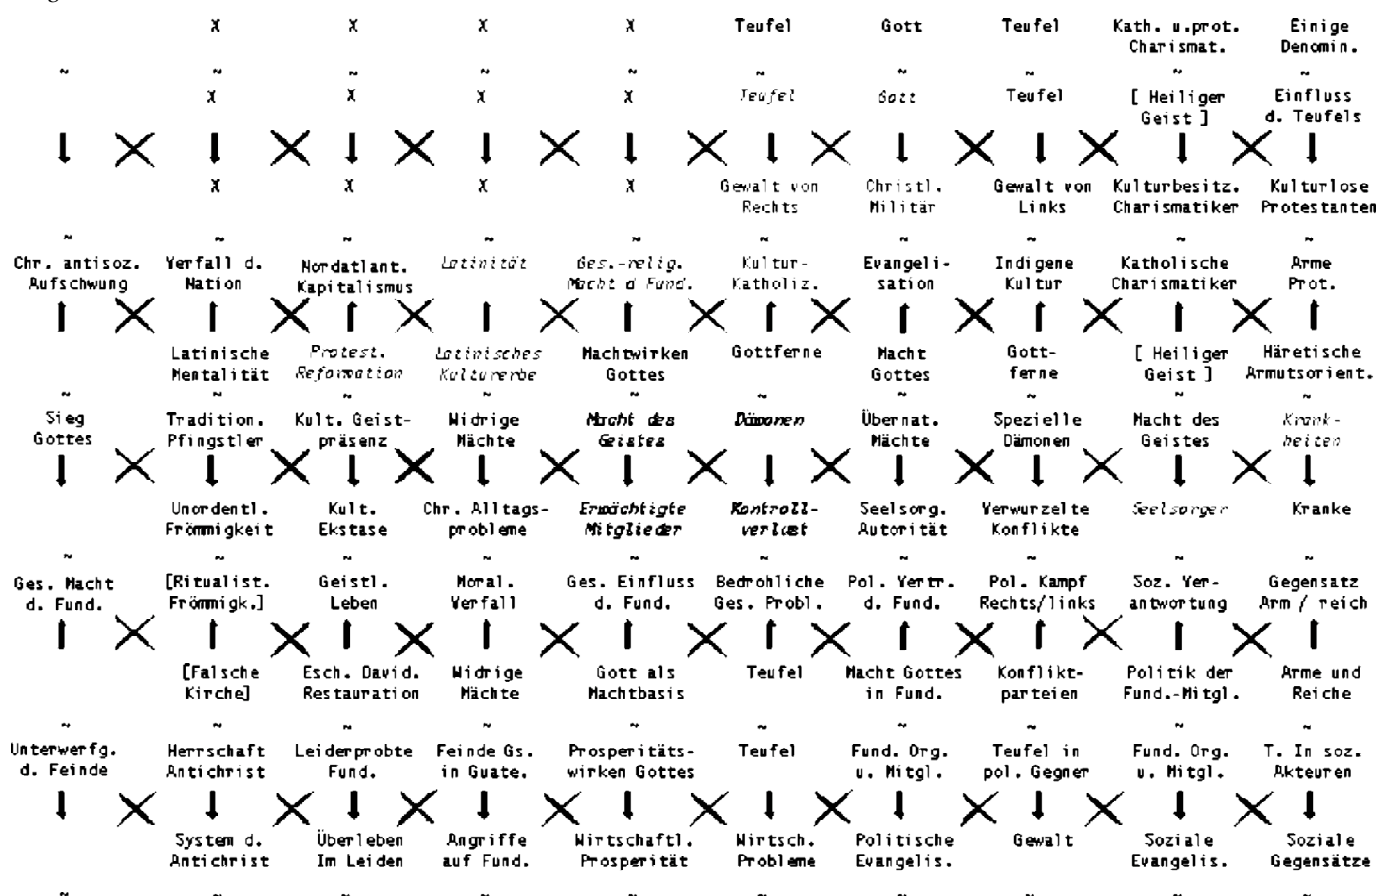 X X X X Teufel Gott Teufel Kath. u.prot. Einige
Charismat. Denomin.
~ ~ ~ ~ ~ ~ ~ ~ ~ ~
X X X X Teufel Gott Teufel [ Heiliger Einfluss
Geist ] d. Teufels
X X X X Gewalt von Christl. Gewalt von Kulturbesitz. Kulturlose
Rechts Militär Links Charismatiker Protestanten
~ ~ ~ ~ ~ ~ ~ ~ ~ ~
Chr. antisoz. Verfall d. Nordatlant. Latinität Ges.-relig. Kultur- Evangeli- Indigene Katholische Arme
Aufschwung Nation Kapitalismus Macht d Fund. Katholiz. sation Kultur Charismatiker Prot.
Latinische Protest. Latinisches Machtwirken Gottferne Macht Gott- [ Heiliger Häretische
Mentalität Reformation Kulturerbe Gottes Gottes ferne Geist ] Armutsorient.
~ ~ ~ ~ ~ ~ ~ ~ ~ ~
Sieg Tradition. Kult. Geist- Widrige Macht des Dämonen Übernat. Spezielle Macht des Krank-
Gottes Pfingstler präsenz Mächte Geistes Mächte Dämonen Geistes heiten
Unordentl. Kult. Chr. Alltags- Ermächtigte Kontroll- Seelsorg. Verwurzelte Seelsorger Kranke
Frömmigkeit Ekstase probleme Mitglieder verlust Autorität Konflikte
~ ~ ~ ~ ~ ~ ~ ~ ~ ~
Ges. Macht [Ritualist. Geistl. Moral. Ges. Einfluss Bedrohliche Pol. Vertr. Pol. Kampf Soz. Ver- Gegensatz
d. Fund. Frömmigk.] Leben Verfall d. Fund. Ges. Probl. d. Fund. Rechts/links antwortung Arm / reich
[Falsche Esch. David. Widrige Gott als Teufel Macht Gottes Konflikt- Politik der Arme und
Kirche] Restauration Mächte Machtbasis in Fund. parteien Fund.-Mitgl. Reiche
~ ~ ~ ~ ~ ~ ~ ~ ~ ~
Unterwerfg. Herrschaft Leiderprobte Feinde Gs. Prosperitäts- Teufel Fund. Org. Teufel in Fund. Org. T. In soz.
d. Feinde Antichrist Fund. in Guate. wirken Gottes u. Mitgl. pol. Gegner u. Mitgl. Akteuren
System d. Überleben Angriffe Wirtschaftl. Wirtsch. Politische Gewalt Soziale Soziale
Antichrist Im Leiden auf Fund. Prosperität Probleme Evangelis. Evangelis. Gegensätze
~ ~ ~ ~ ~ ~ ~ ~ ~ ~